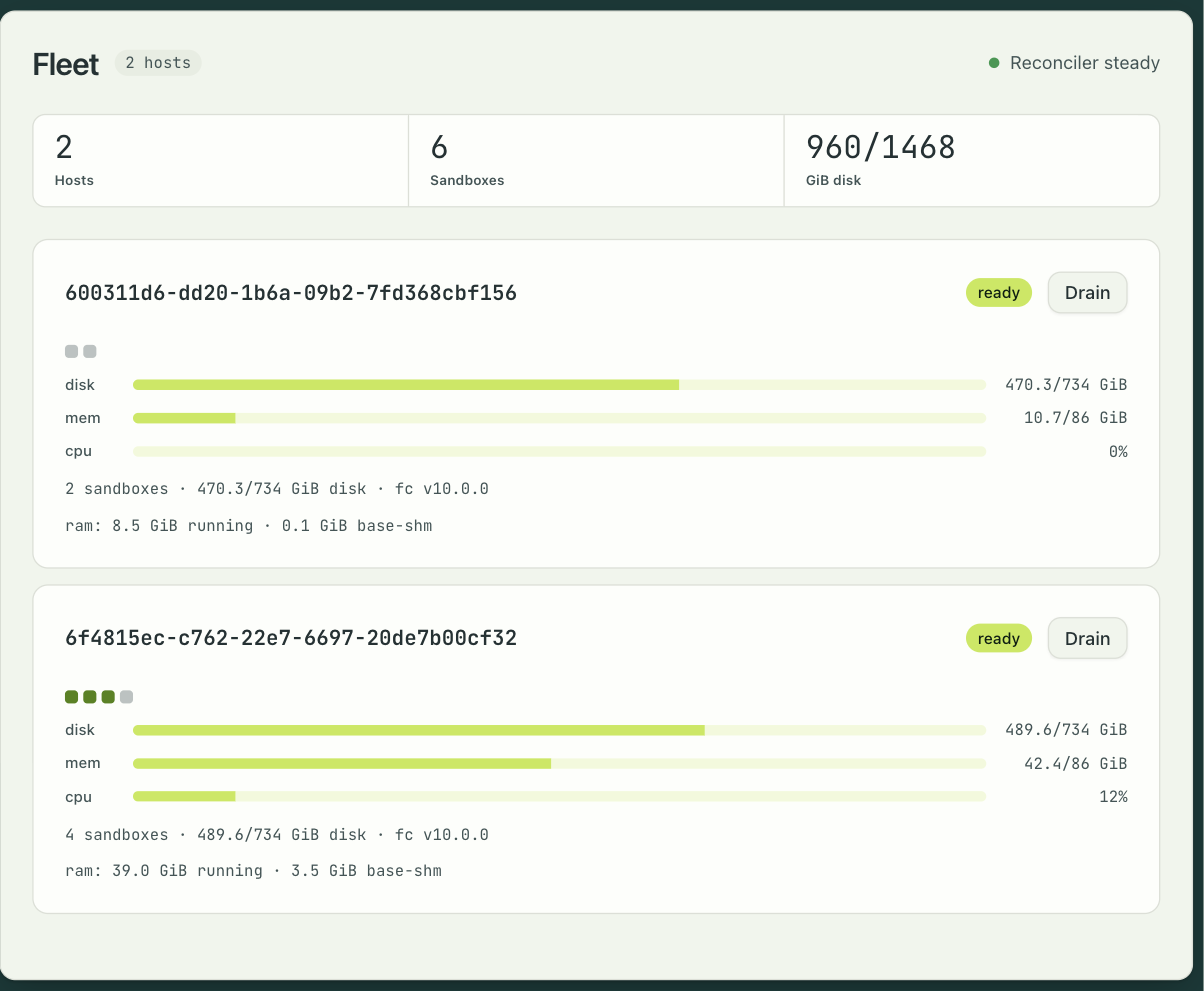 Fleet 2 hosts Reconciler steady
2 6 960/1468
Hosts Sandboxes GiB disk
600311d6-dd20-1b6a-09b2-7fd368cbf156 ready Drain
disk 470.3/734 GiB
mem 10.7/86 GiB
cpu 0%
2 sandboxes · 470.3/734 GiB disk · fc v10.0.0
ram: 8.5 GiB running · 0.1 GiB base-shm
6f4815ec-c762-22e7-6697-20de7b00cf32 ready Drain
disk 489.6/734 GiB
mem 42.4/86 GiB
cpu 12%
4 sandboxes · 489.6/734 GiB disk · fc v10.0.0
ram: 39.0 GiB running · 3.5 GiB base-shm